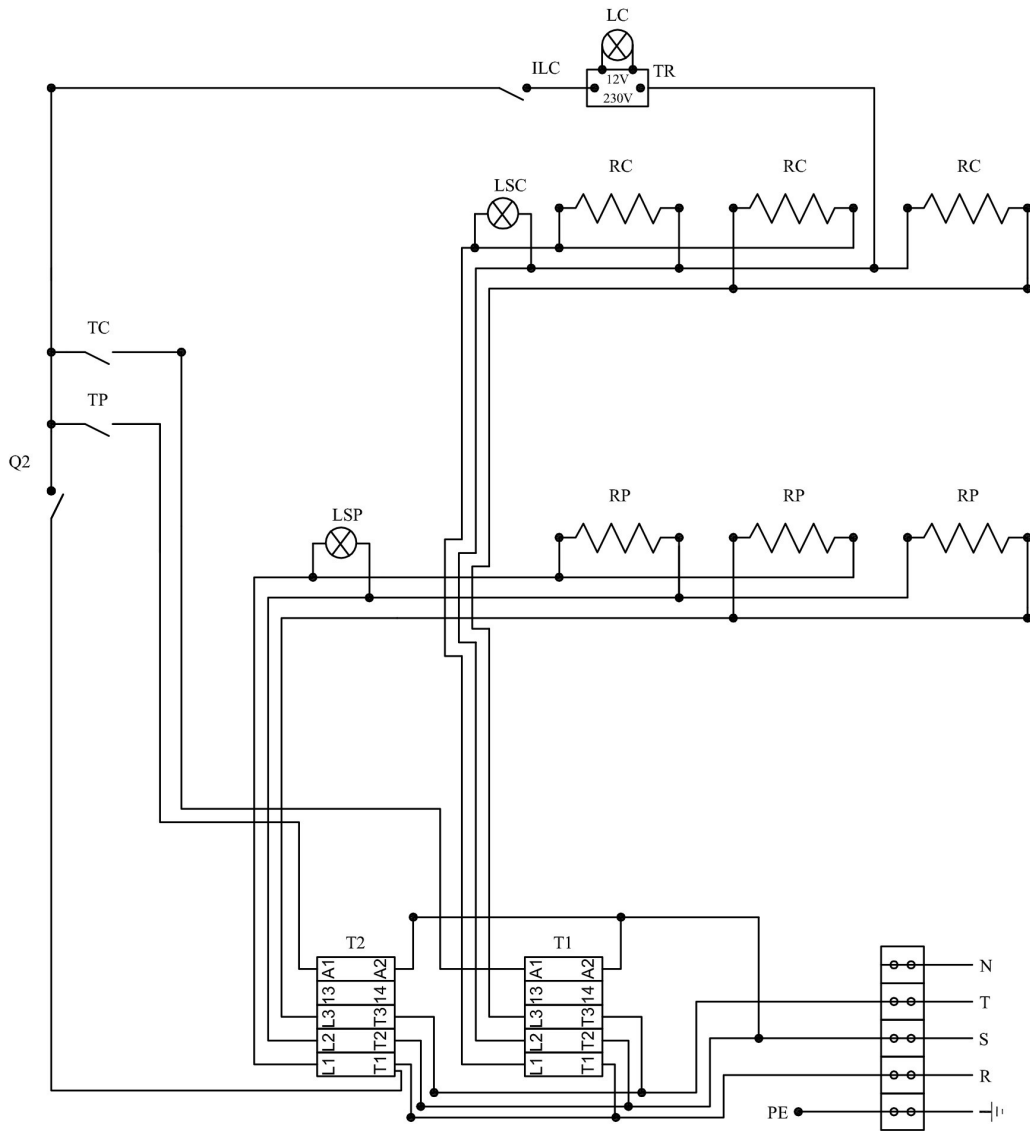 LC
ILC
12V
TR
230V
RC
RC
RC
LSC
TC
TP
Q2
RP
RP
RP
LSP
T2
T1
A1
A2
A1
A2
N
13
14
13
14
L3
T3
L3
T3
T
L2
T2
L2
T2
S
L1
T1
L1
T1
R
PE